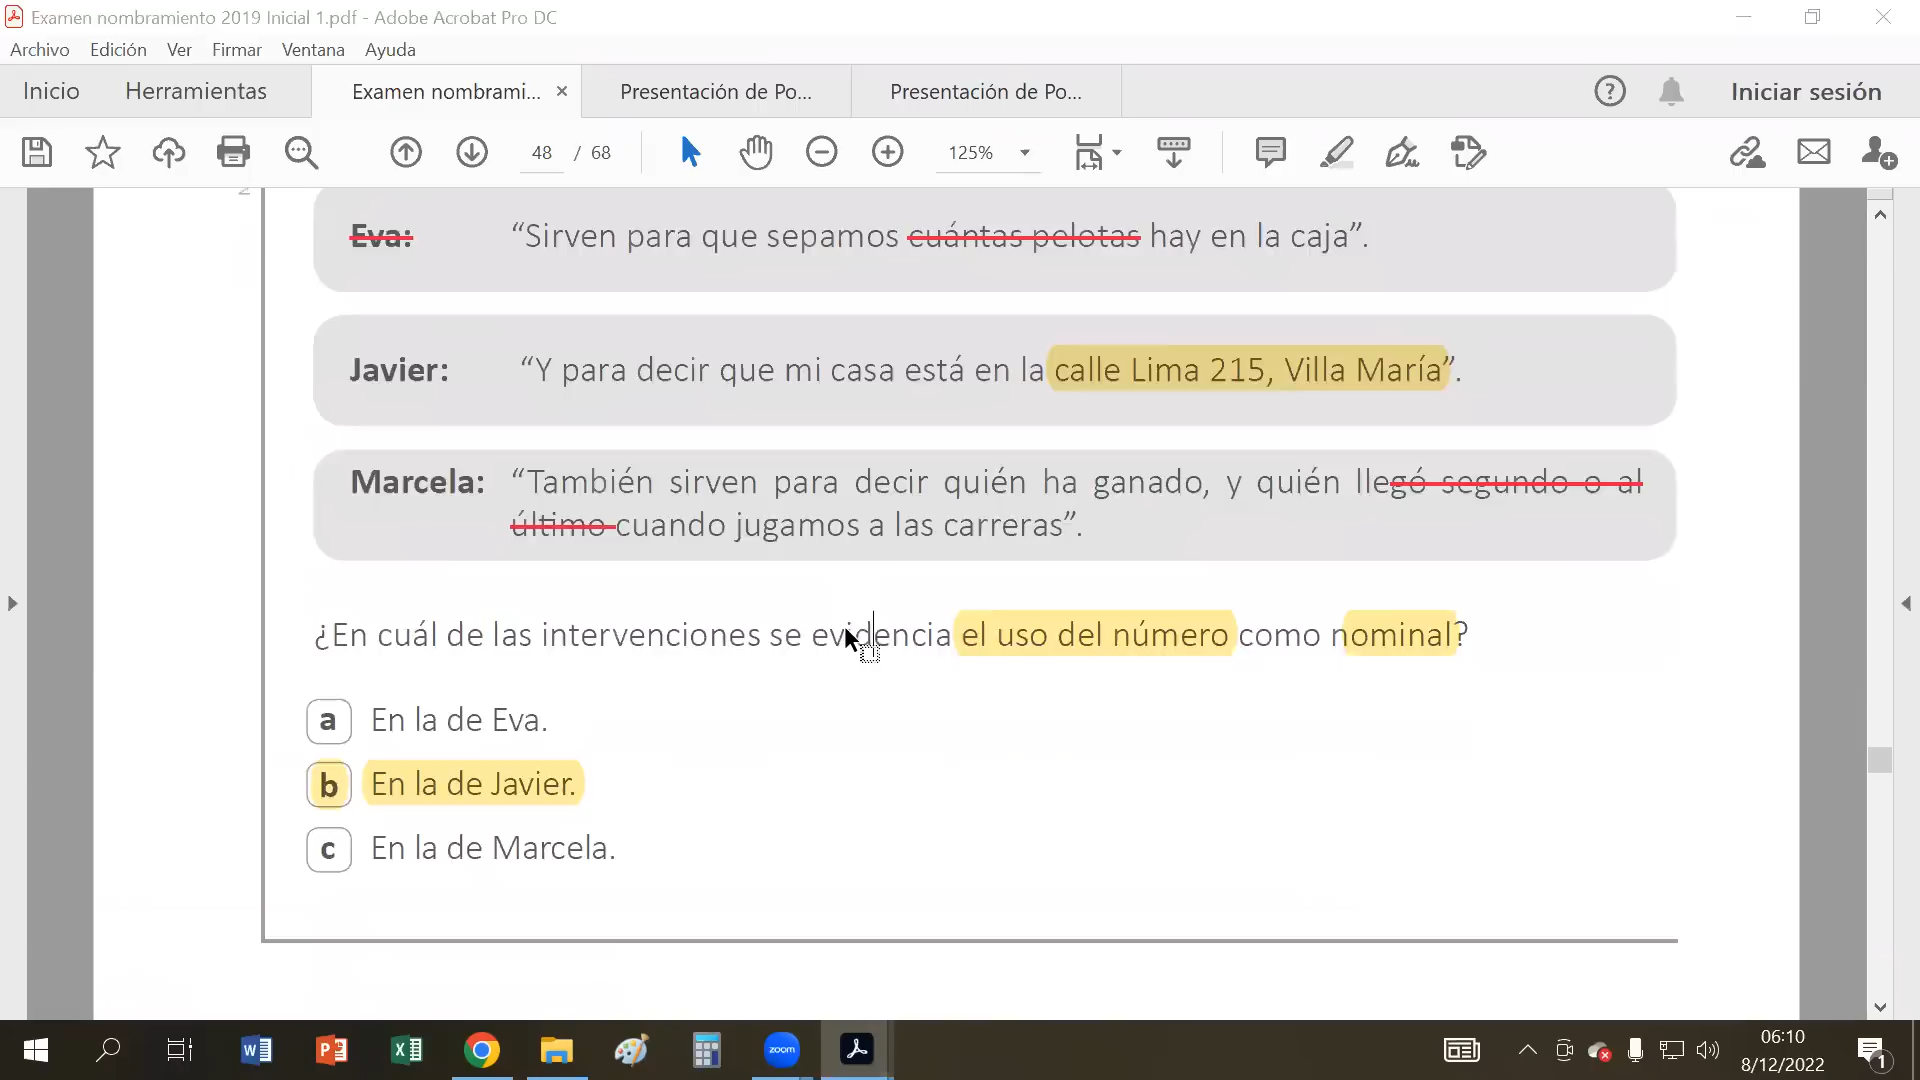 Examen nombramiento 2019 Inicial 1.pdf - Adobe Acrobat Pro DC
Archivo Edición Ver Firmar Ventana Ayuda
Inicio Herramientas Examen nombrami... × Presentación de Po... Presentación de Po... Iniciar sesión
48 / 68 125%
2
Eva: “Sirven para que sepamos cuántas pelotas hay en la caja”.
Javier: “Y para decir que mi casa está en la calle Lima 215, Villa María”.
Marcela: “También sirven para decir quién ha ganado, y quién llegó segundo o al
último cuando jugamos a las carreras”.
¿En cuál de las intervenciones se evidencia el uso del número como nominal?
a En la de Eva.
b En la de Javier.
c En la de Marcela.
zoom
06:10
8/12/2022
1